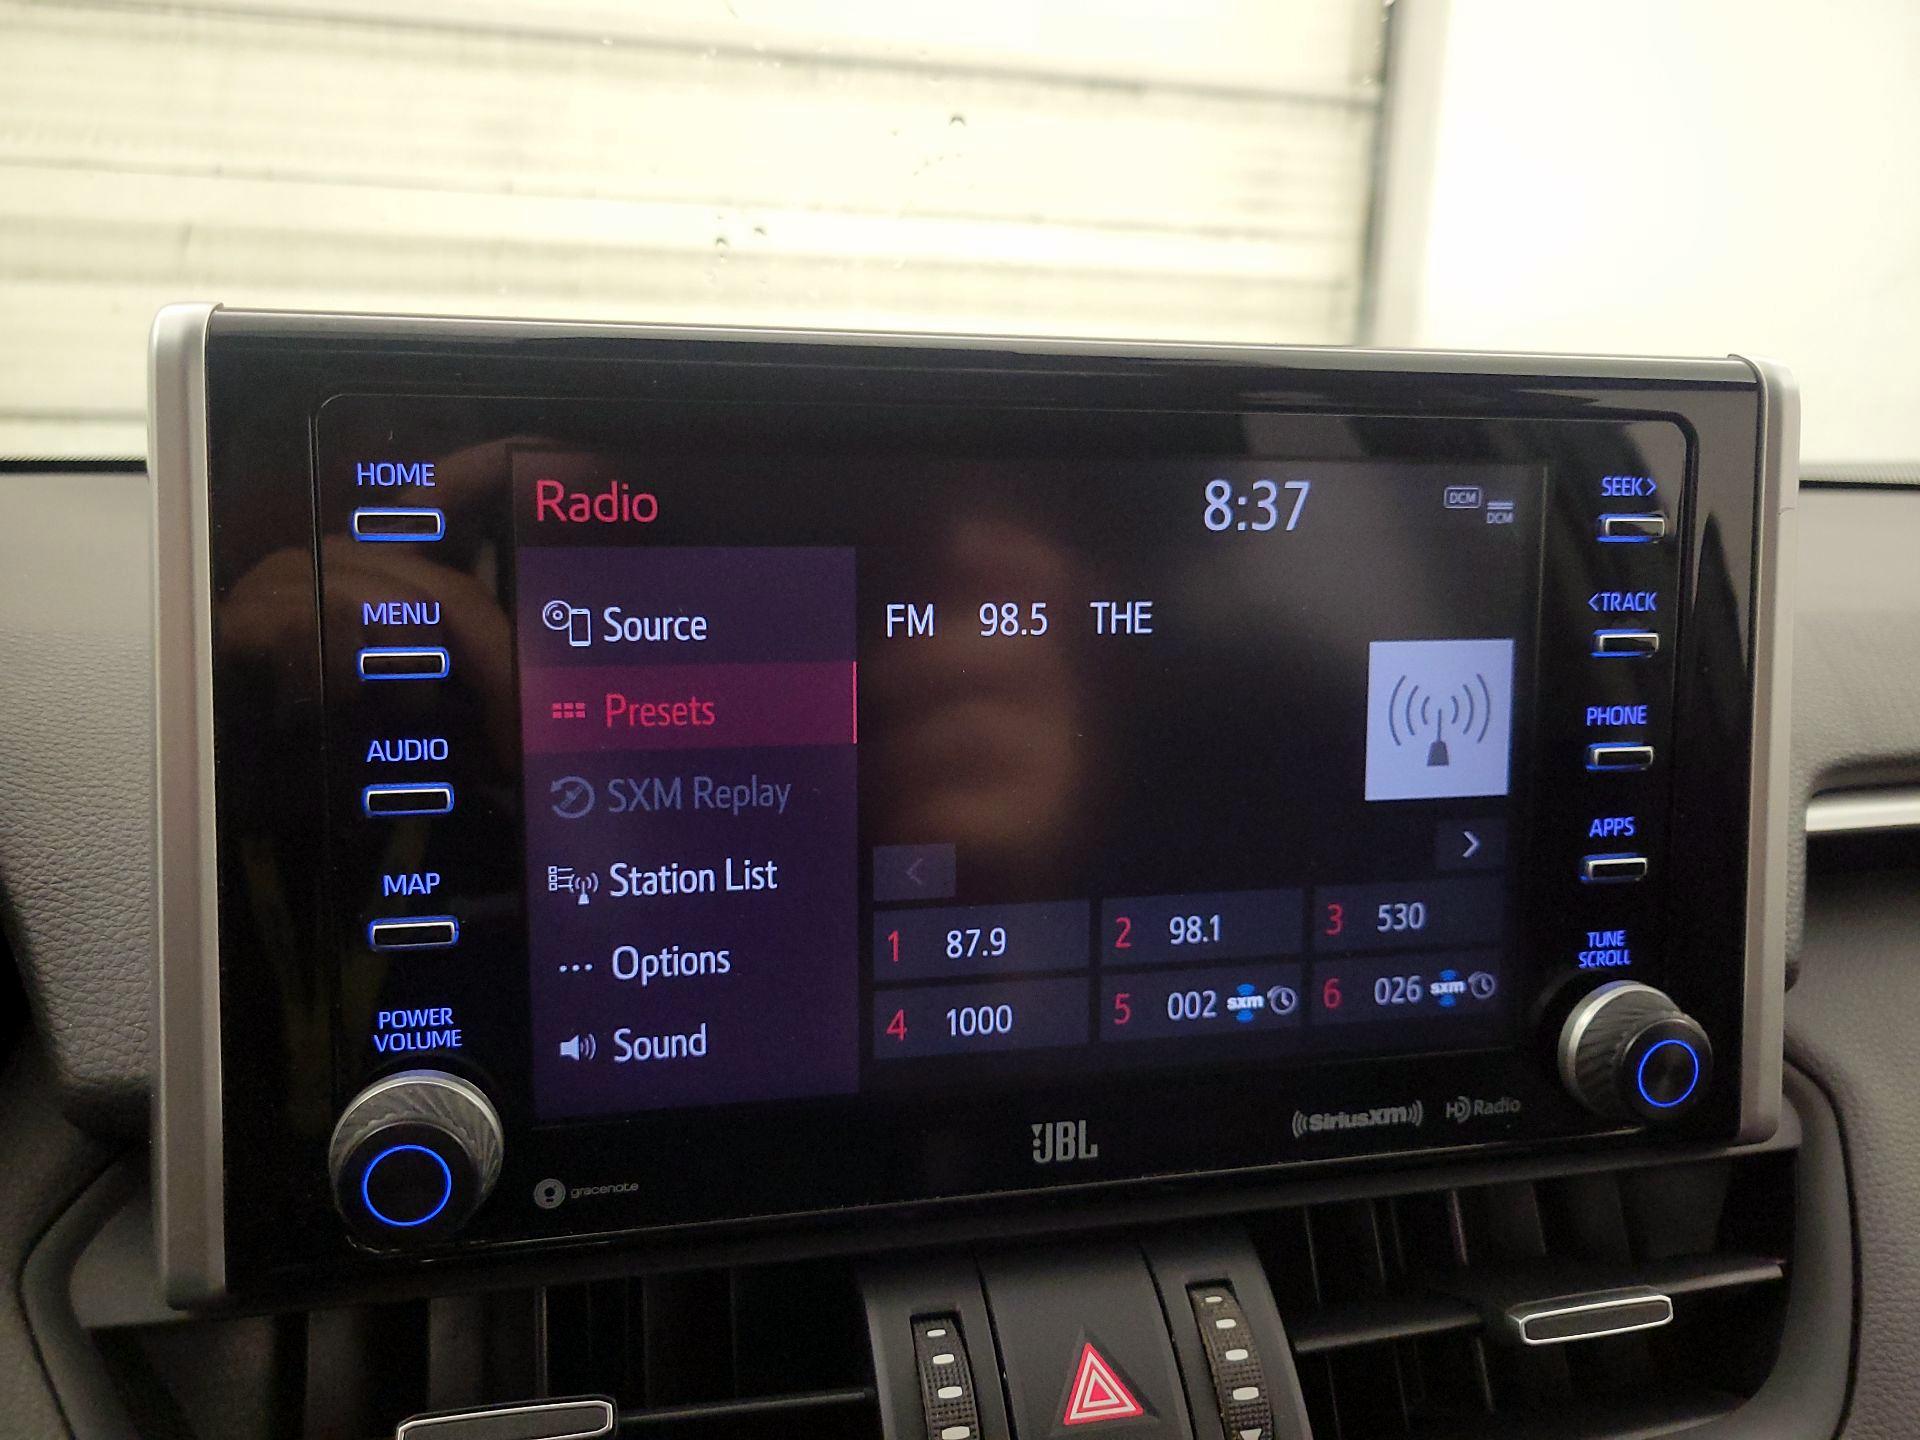 HOME
MENU
AUDIO
MAP
POWER
VOLUME
Radio
8:37
DCM
DCM
Source
Presets
SXM Replay
Station List
Options
Sound
FM 98.5 THE
<
>
1 87.9
2 98.1
3 530
4 1000
5 002 sxm
6 026 sxm
SEEK >
< TRACK
PHONE
APPS
TUNE
SCROLL
gracenote
JBL
((SiriusXM))
HD Radio